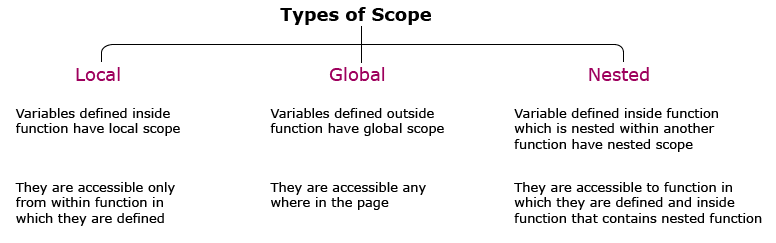 Types of Scope
Local
Global
Nested
Variables defined inside
function have local scope
Variables defined outside
function have global scope
Variable defined inside function
which is nested within another
function have nested scope
They are accessible only
from within function in
which they are defined
They are accessible any
where in the page
They are accessible to function in
which they are defined and inside
function that contains nested function